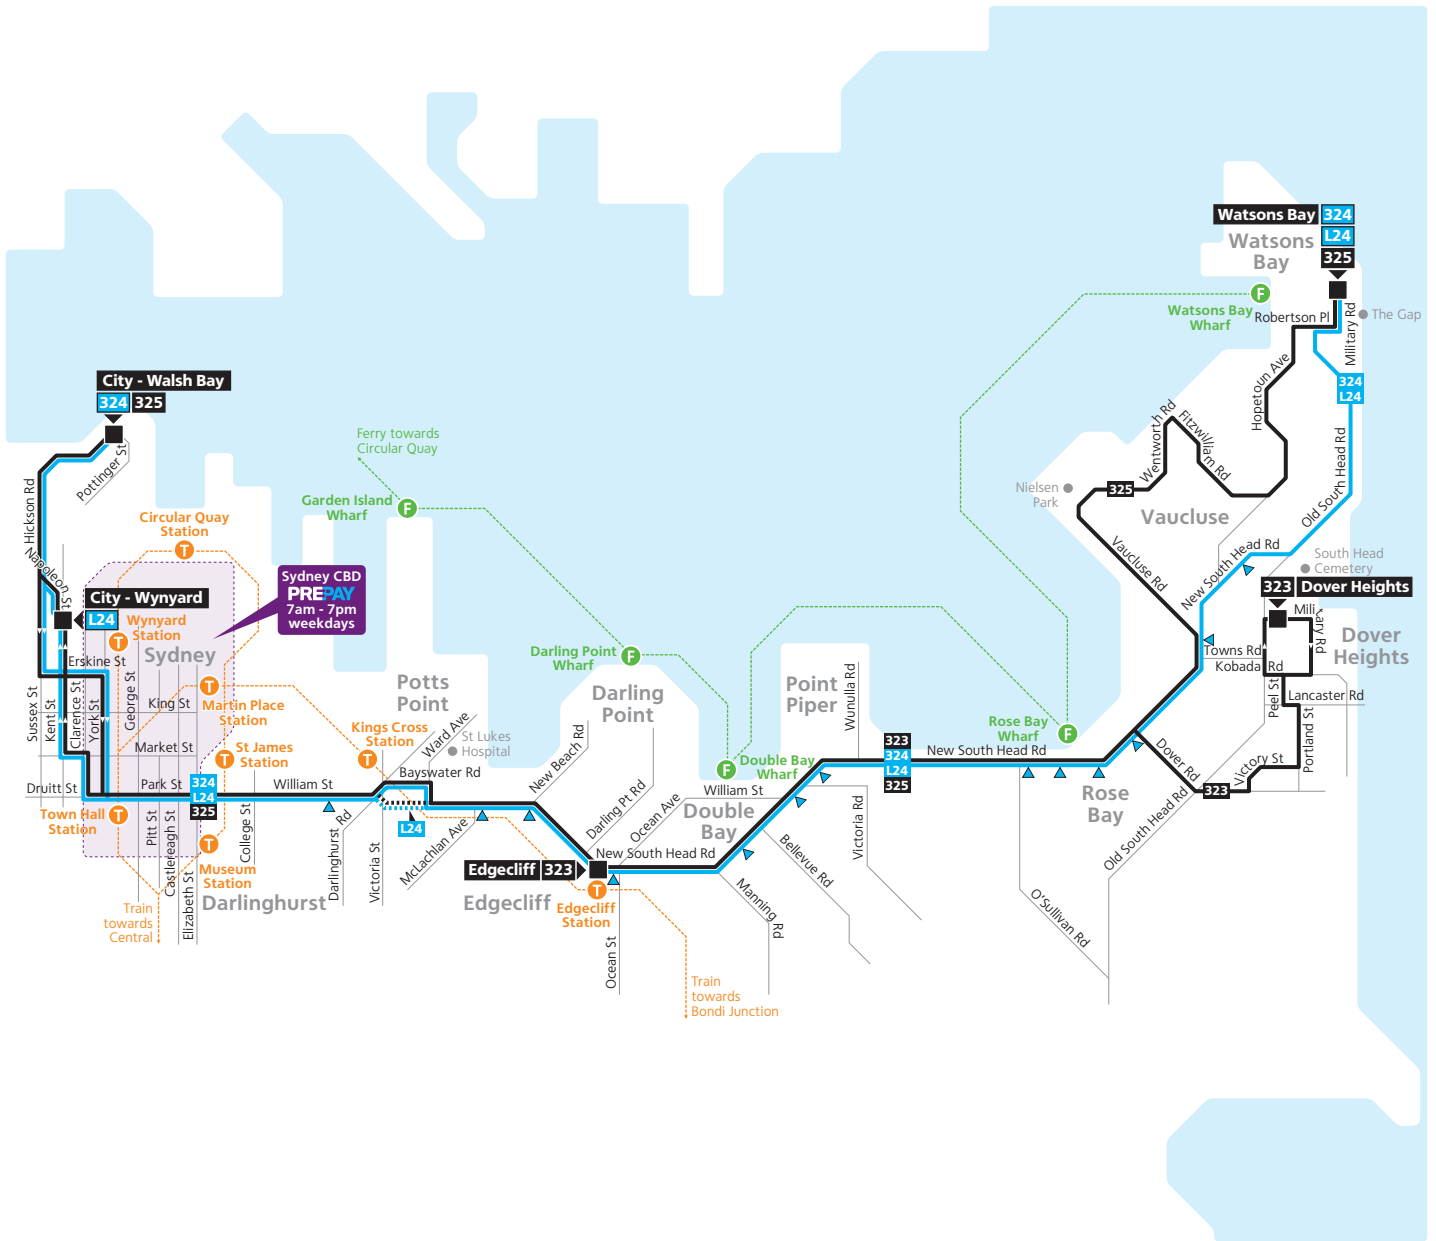 Watsons Bay 324
L24
325
Watsons
Bay
Watsons Bay
Wharf
F
Robertson Pl
Military Rd
The Gap
324
L24
Hopetoun Ave
City - Walsh Bay
324 325
Pottinger St
Hickson Rd
Napoleon St
Ferry towards
Circular Quay
Garden Island
Wharf
F
Circular Quay
Station
T
Wentworth Rd
Fitzwilliam Rd
Old South Head Rd
Nielsen
Park
325
Vaucluse
Vaucluse Rd
New South Head Rd
South Head
Cemetery
323 Dover Heights
Military Rd
Dover
Heights
Towns Rd
Kobada Rd
Peel St
Lancaster Rd
Portland St
Victory St
Sydney CBD
PREPAY
7am - 7pm
weekdays
City - Wynyard
L24
Wynyard
Station
T
Sydney
Erskine St
Sussex St
Kent St
Clarence St
York St
George St
King St
T
Martin Place
Station
Market St
St James
Station
T
Park St
324
L24
325
Druitt St
Town Hall
Station
T
Pitt St
Castlereagh St
Elizabeth St
College St
T
Museum
Station
Train
towards
Central
Darlinghurst
William St
Darlinghurst Rd
Victoria St
Kings Cross
Station
T
Potts
Point
Ward Ave
St Lukes
Hospital
Bayswater Rd
L24
McLachlan Ave
New Beach Rd
Darling Point
Wharf
F
Darling
Point
Darling Pt Rd
Ocean Ave
Edgecliff 323
Edgecliff
T
Edgecliff
Station
Ocean St
Train
towards
Bondi Junction
New South Head Rd
William St
Double
Bay
F
Double Bay
Wharf
Manning Rd
Bellevue Rd
Victoria Rd
Point
Piper
Wunulla Rd
323
324
L24
325
New South Head Rd
Rose Bay
Wharf
F
Rose
Bay
Dover Rd
323
Old South Head Rd
O'Sullivan Rd